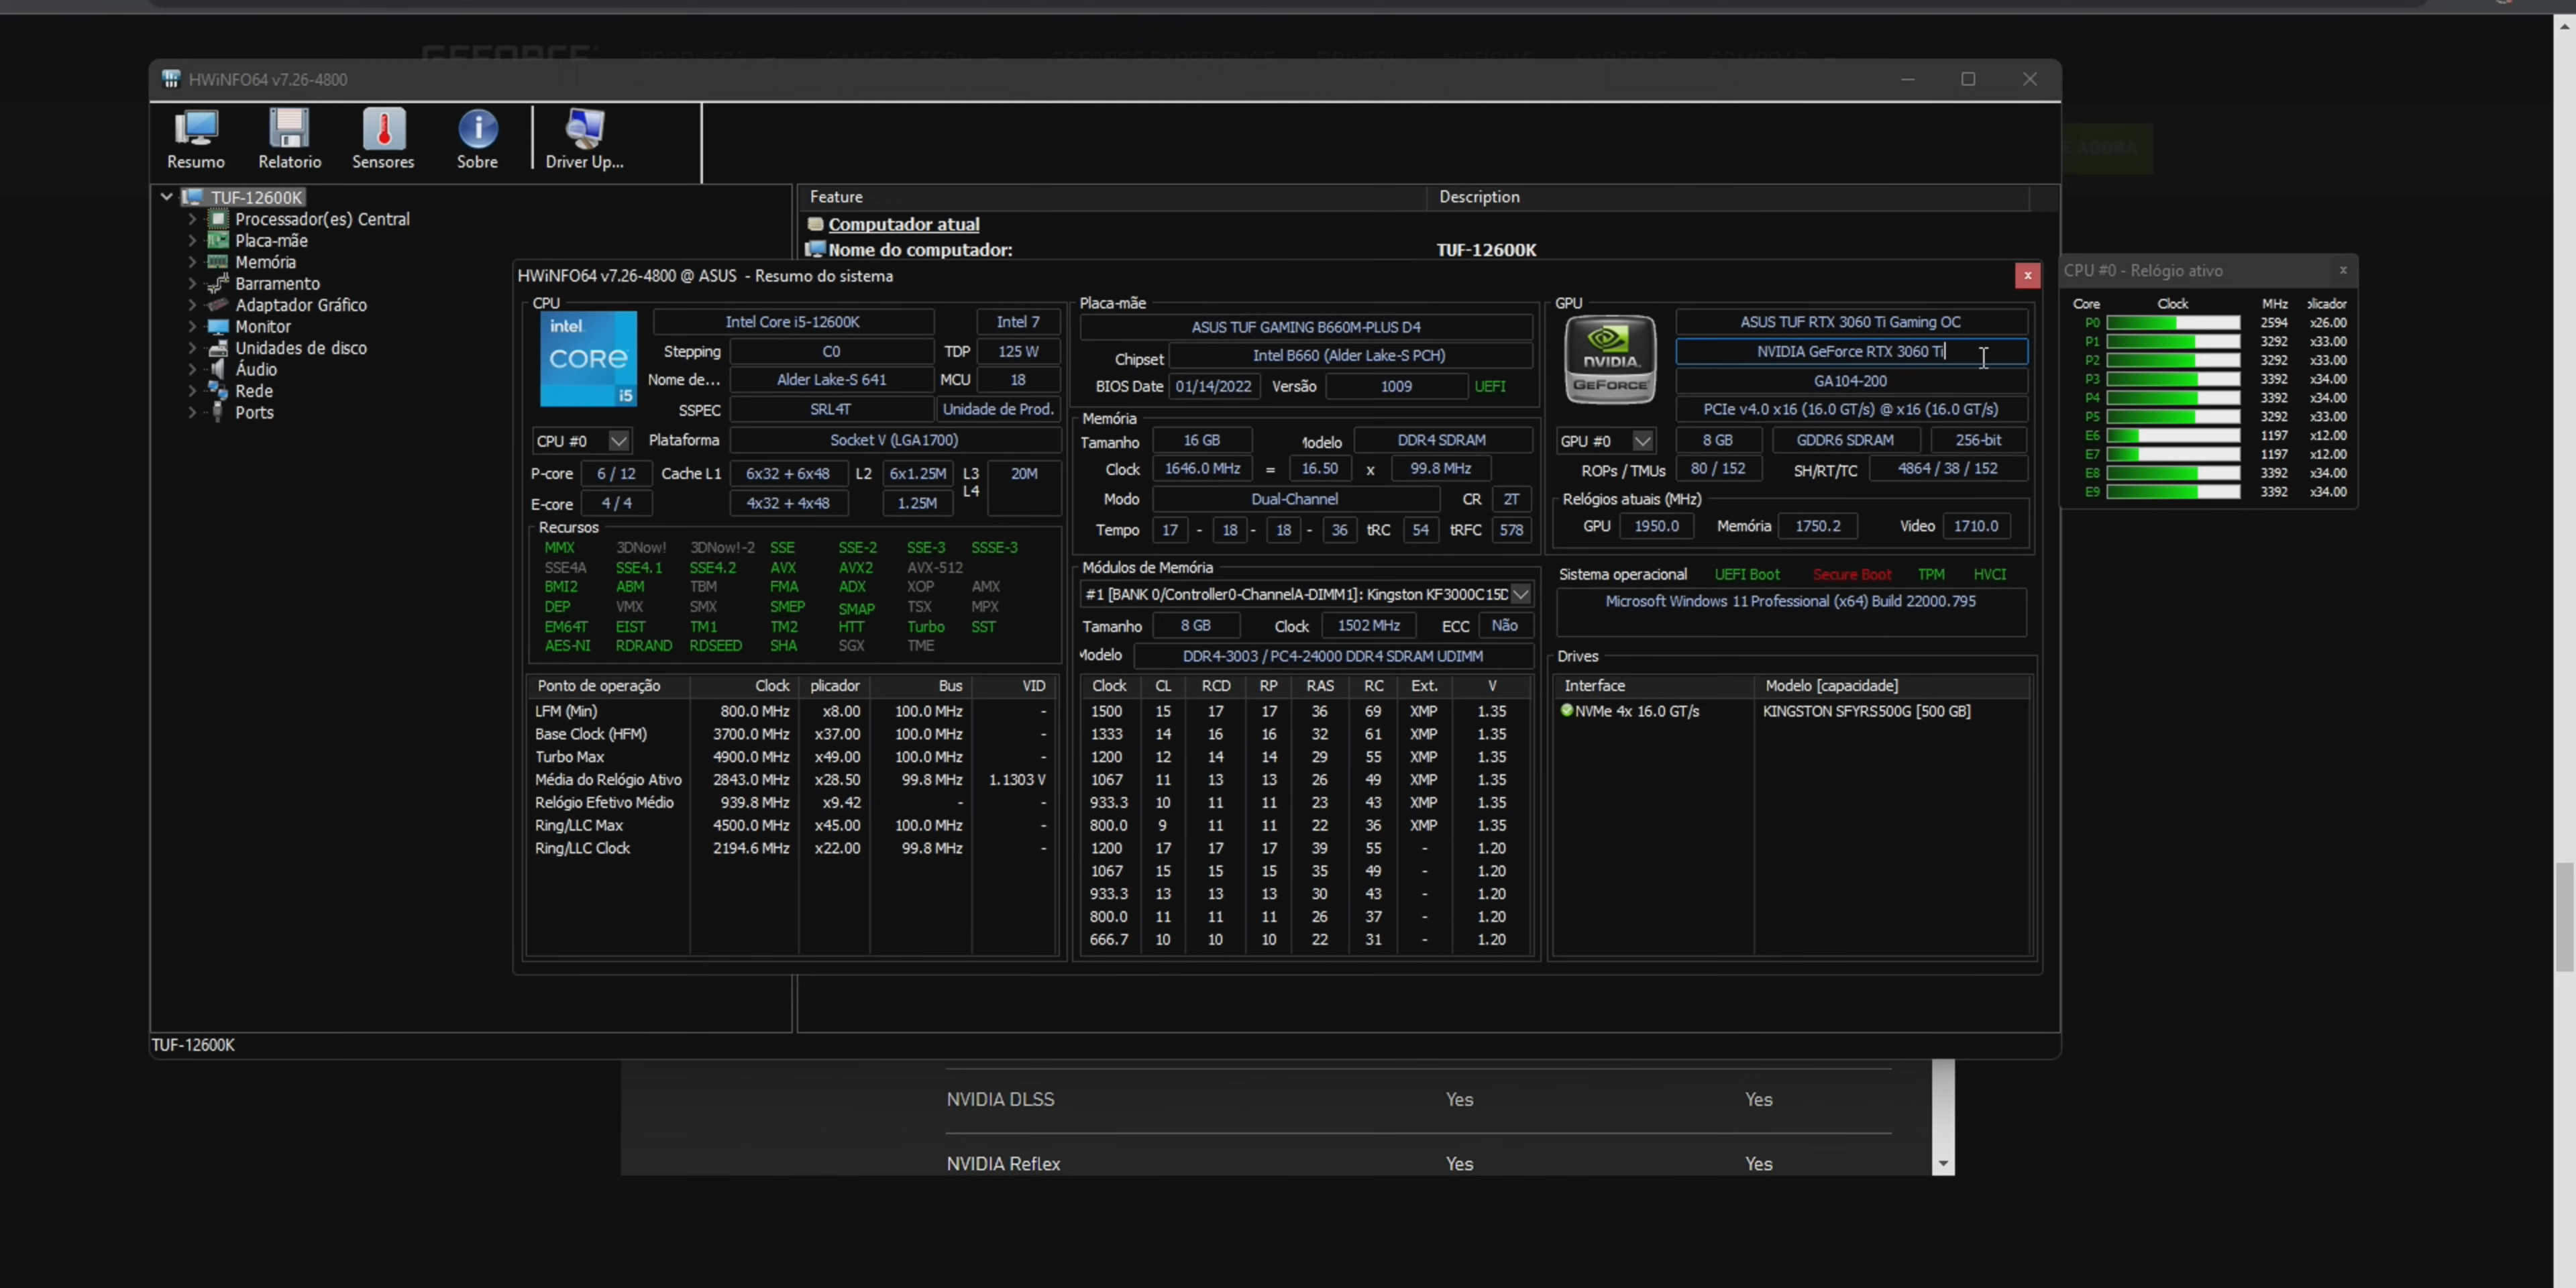 HWiNFO64 v7.26-4800
Resumo Relatorio Sensores Sobre Driver Up...
TUF-12600K
Processador(es) Central
Placa-mãe
Memória
Barramento
Adaptador Gráfico
Monitor
Unidades de disco
Áudio
Rede
Ports
Feature Description
Computador atual
Nome do computador: TUF-12600K
HWiNFO64 v7.26-4800 @ ASUS - Resumo do sistema
CPU
intel CORE i5
Intel Core i5-12600K Intel 7
Stepping C0 TDP 125 W
Nome de... Alder Lake-S 641 MCU 18
SSPEC SRL4T Unidade de Prod.
CPU #0 Plataforma Socket V (LGA1700)
P-core 6 / 12 Cache L1 6x32 + 6x48 L2 6x1.25M L3 20M
L4
E-core 4 / 4 4x32 + 4x48 1.25M
Recursos
MMX 3DNow! 3DNow!-2 SSE SSE-2 SSE-3 SSSE-3
SSE4A SSE4.1 SSE4.2 AVX AVX2 AVX-512
BMI2 ABM TBM FMA ADX XOP AMX
DEP VMX SMX SMEP SMAP TSX MPX
EM64T EIST TM1 TM2 HTT Turbo SST
AES-NI RDRAND RDSEED SHA SGX TME
Ponto de operação Clock plicador Bus VID
LFM (Min) 800.0 MHz x8.00 100.0 MHz -
Base Clock (HFM) 3700.0 MHz x37.00 100.0 MHz -
Turbo Max 4900.0 MHz x49.00 100.0 MHz -
Média do Relógio Ativo 2843.0 MHz x28.50 99.8 MHz 1.1303 V
Relógio Efetivo Médio 939.8 MHz x9.42 - -
Ring/LLC Max 4500.0 MHz x45.00 100.0 MHz -
Ring/LLC Clock 2194.6 MHz x22.00 99.8 MHz -
Placa-mãe
ASUS TUF GAMING B660M-PLUS D4
Chipset Intel B660 (Alder Lake-S PCH)
BIOS Date 01/14/2022 Versão 1009 UEFI
Memória
Tamanho 16 GB Modelo DDR4 SDRAM
Clock 1646.0 MHz = 16.50 x 99.8 MHz
Modo Dual-Channel CR 2T
Tempo 17 - 18 - 18 - 36 tRC 54 tRFC 578
Módulos de Memória
#1 [BANK 0/Controller0-ChannelA-DIMM1]: Kingston KF3000C15D
Tamanho 8 GB Clock 1502 MHz ECC Não
Modelo DDR4-3003 / PC4-24000 DDR4 SDRAM UDIMM
Clock CL RCD RP RAS RC Ext. V
1500 15 17 17 36 69 XMP 1.35
1333 14 16 16 32 61 XMP 1.35
1200 12 14 14 29 55 XMP 1.35
1067 11 13 13 26 49 XMP 1.35
933.3 10 11 11 23 43 XMP 1.35
800.0 9 11 11 22 36 XMP 1.35
1200 17 17 17 39 55 - 1.20
1067 15 15 15 35 49 - 1.20
933.3 13 13 13 30 43 - 1.20
800.0 11 11 11 26 37 - 1.20
666.7 10 10 10 22 31 - 1.20
GPU
NVIDIA GEFORCE
ASUS TUF RTX 3060 Ti Gaming OC
NVIDIA GeForce RTX 3060 Ti
GA104-200
PCIe v4.0 x16 (16.0 GT/s) @ x16 (16.0 GT/s)
GPU #0 8 GB GDDR6 SDRAM 256-bit
ROPs / TMUs 80 / 152 SH/RT/TC 4864 / 38 / 152
Relógios atuais (MHz)
GPU 1950.0 Memória 1750.2 Video 1710.0
Sistema operacional UEFI Boot Secure Boot TPM HVCI
Microsoft Windows 11 Professional (x64) Build 22000.795
Drives
Interface Modelo [capacidade]
NVMe 4x 16.0 GT/s KINGSTON SFYRS500G [500 GB]
CPU #0 - Relógio ativo
Core Clock MHz plicador
P0 2594 x26.00
P1 3292 x33.00
P2 3292 x33.00
P3 3392 x34.00
P4 3392 x34.00
P5 3292 x33.00
E6 1197 x12.00
E7 1197 x12.00
E8 3392 x34.00
E9 3392 x34.00
TUF-12600K
NVIDIA DLSS Yes Yes
NVIDIA Reflex Yes Yes